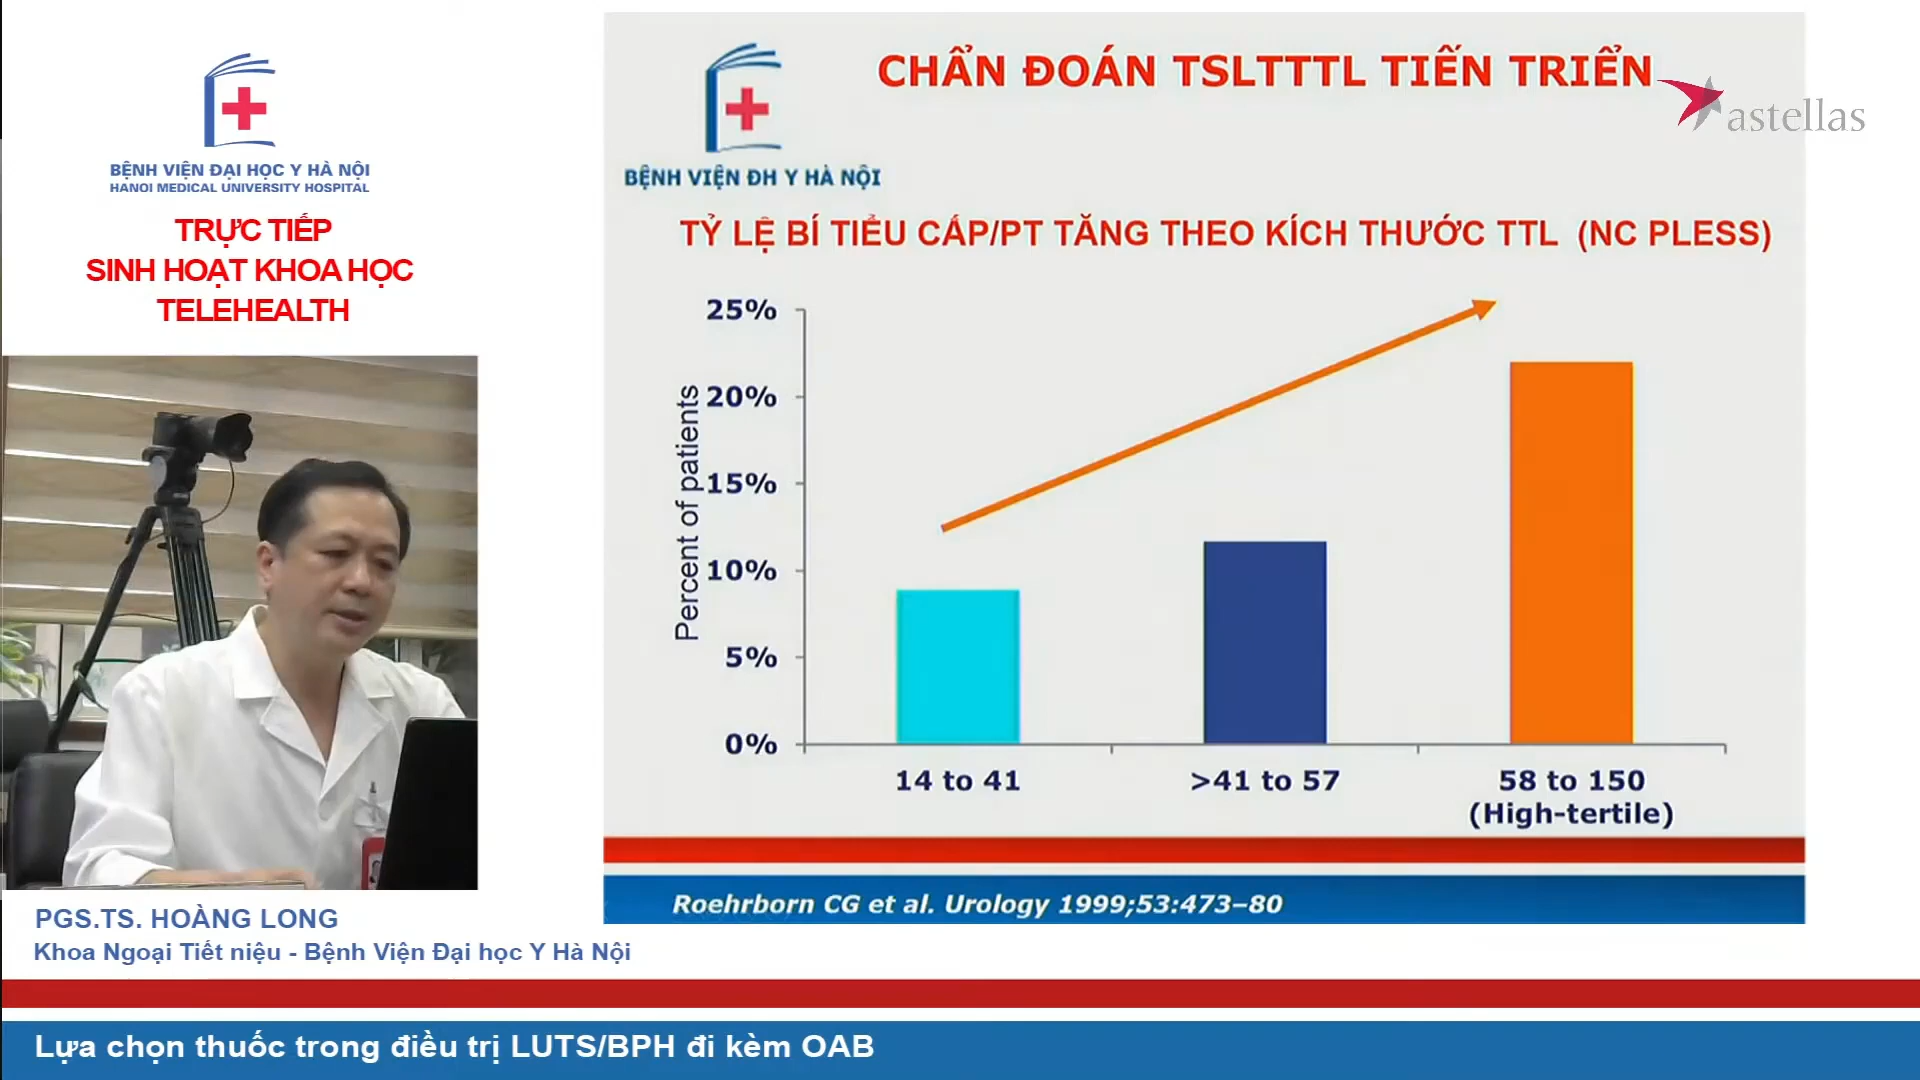 BỆNH VIỆN ĐẠI HỌC Y HÀ NỘI
HANOI MEDICAL UNIVERSITY HOSPITAL
TRỰC TIẾP
SINH HOẠT KHOA HỌC
TELEHEALTH
CHẨN ĐOÁN TSLTTTL TIẾN TRIỂN
astellas
BỆNH VIỆN ĐH Y HÀ NỘI
TỶ LỆ BÍ TIỂU CẤP/PT TĂNG THEO KÍCH THƯỚC TTL (NC PLESS)
Percent of patients
25%
20%
15%
10%
5%
0%
14 to 41
>41 to 57
58 to 150
(High-tertile)
Roehrborn CG et al. Urology 1999;53:473–80
PGS.TS. HOÀNG LONG
Khoa Ngoại Tiết niệu - Bệnh Viện Đại học Y Hà Nội
Lựa chọn thuốc trong điều trị LUTS/BPH đi kèm OAB